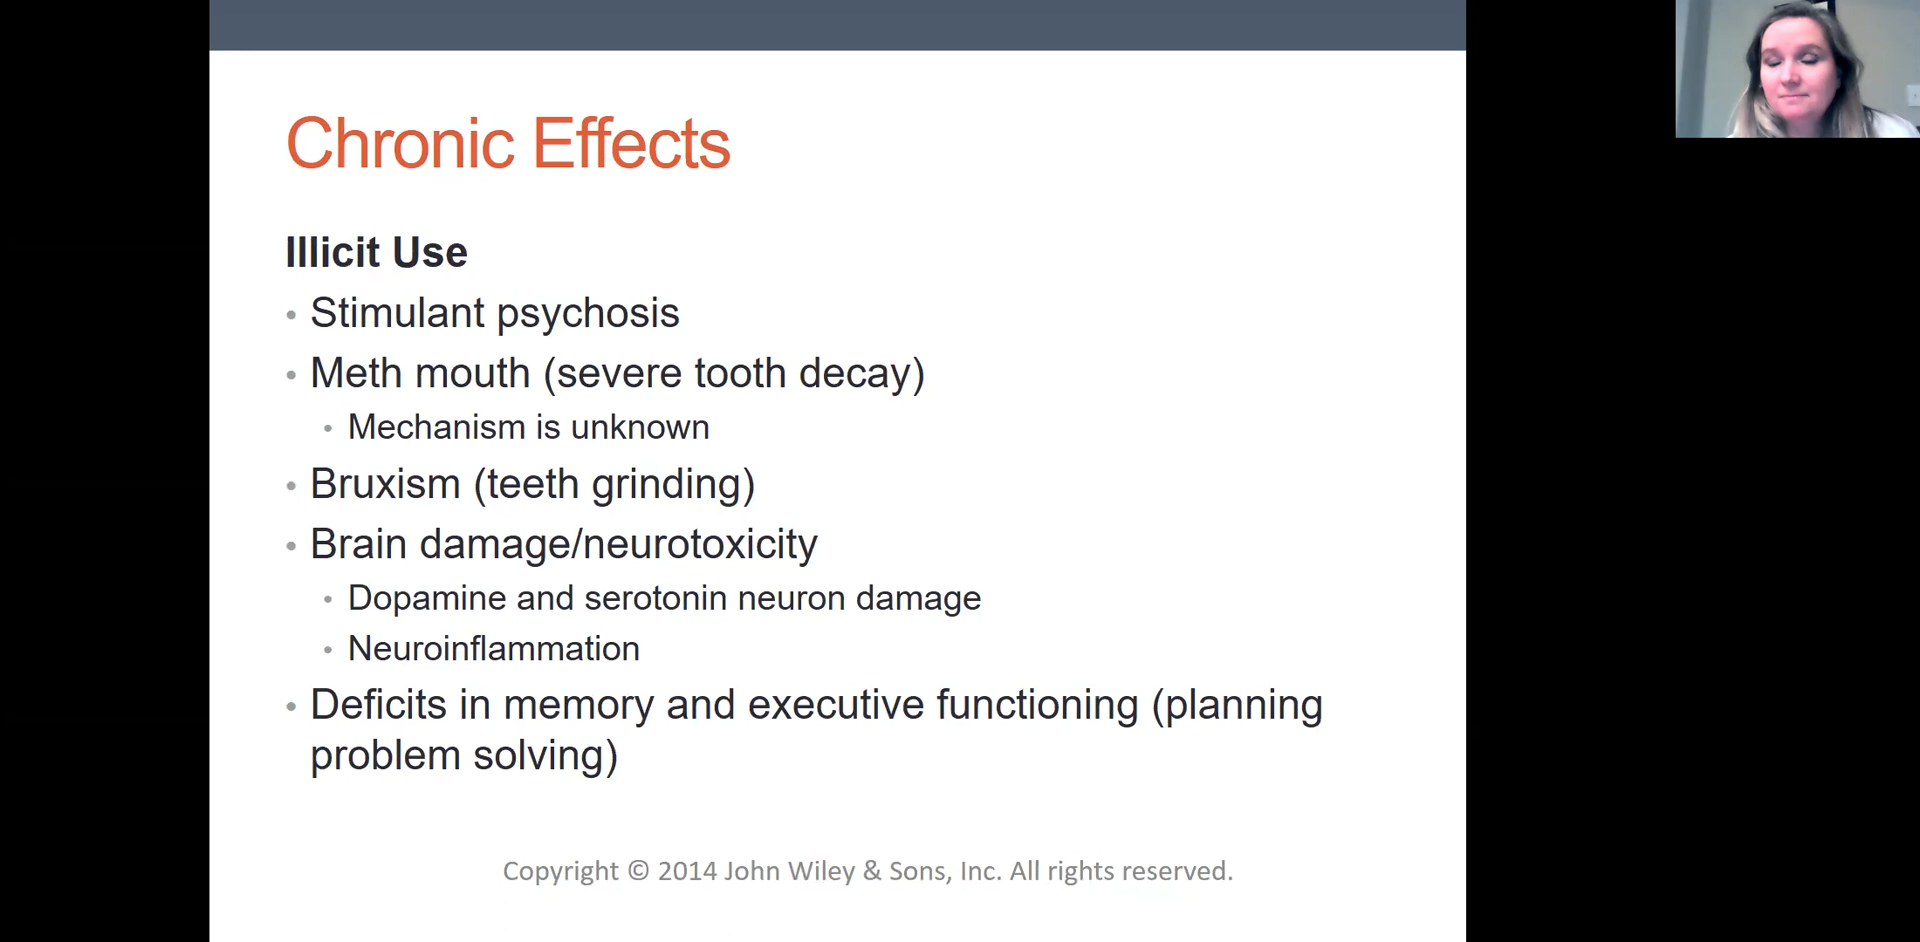 Chronic Effects
Illicit Use
• Stimulant psychosis
• Meth mouth (severe tooth decay)
• Mechanism is unknown
• Bruxism (teeth grinding)
• Brain damage/neurotoxicity
• Dopamine and serotonin neuron damage
• Neuroinflammation
• Deficits in memory and executive functioning (planning
problem solving)
Copyright © 2014 John Wiley & Sons, Inc. All rights reserved.